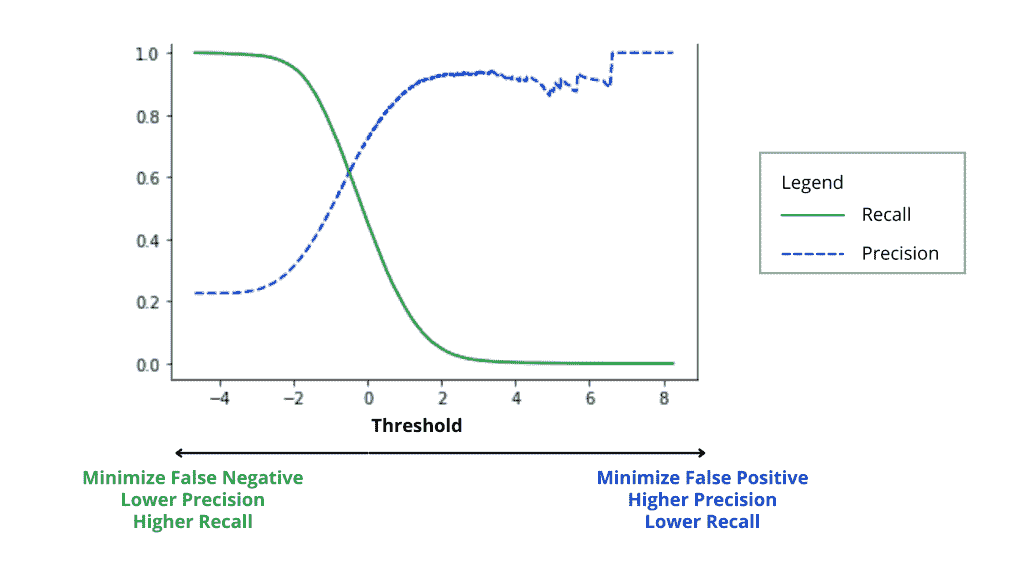 1.0
0.8
0.6
0.4
0.2
0.0
−4 −2 0 2 4 6 8
Threshold
Legend
Recall
Precision
Minimize False Negative
Lower Precision
Higher Recall
Minimize False Positive
Higher Precision
Lower Recall